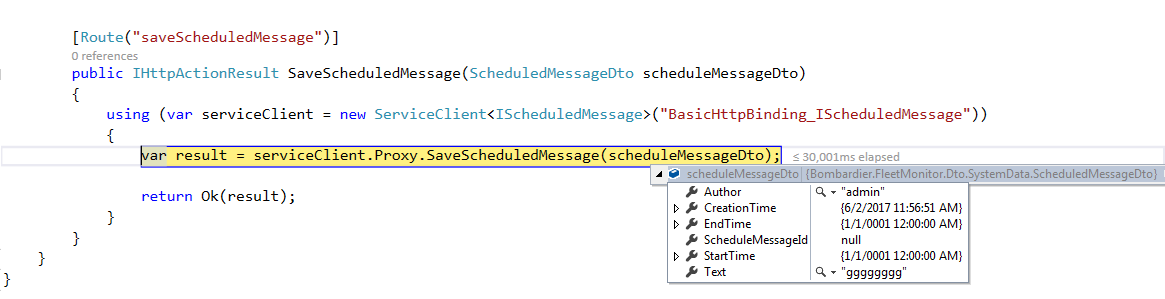 [Route("saveScheduledMessage")]
0 references
public IHttpActionResult SaveScheduledMessage(ScheduledMessageDto scheduleMessageDto)
{
using (var serviceClient = new ServiceClient<IScheduledMessage>("BasicHttpBinding_IScheduledMessage"))
{
var result = serviceClient.Proxy.SaveScheduledMessage(scheduleMessageDto); ≤ 30,001ms elapsed
scheduleMessageDto {Bombardier.FleetMonitor.Dto.SystemData.ScheduledMessageDto}
Author "admin"
CreationTime {6/2/2017 11:56:51 AM}
EndTime {1/1/0001 12:00:00 AM}
ScheduleMessageId null
StartTime {1/1/0001 12:00:00 AM}
Text "gggggggg"
return Ok(result);
}
}
}
}